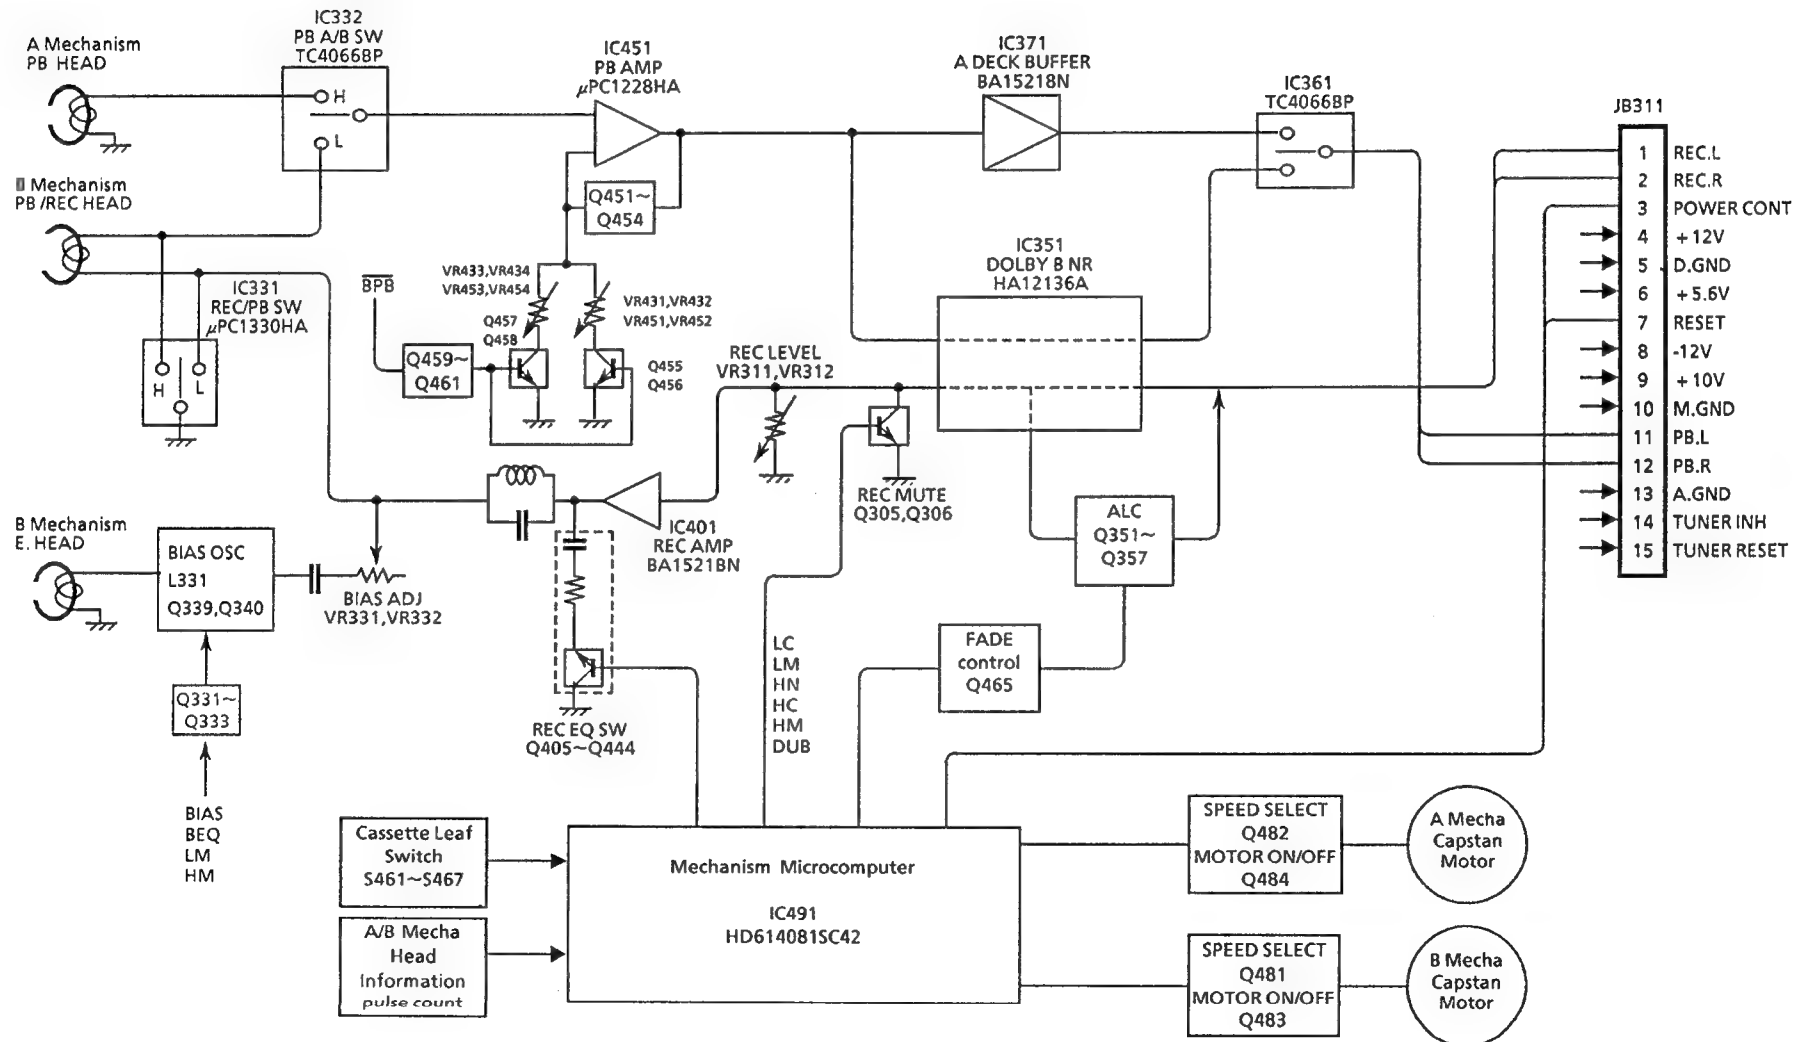 IC332
PB A/B SW
TC4066BP
A Mechanism
PB HEAD
H
L
IC451
PB AMP
μPC1228HA
IC371
A DECK BUFFER
BA15218N
IC361
TC4066BP
JB311
1 REC.L
2 REC.R
3 POWER CONT
4 +12V
5 D.GND
6 +5.6V
7 RESET
8 -12V
9 +10V
10 M.GND
11 PB.L
12 PB.R
13 A.GND
14 TUNER INH
15 TUNER RESET
Mechanism
PB/REC HEAD
Q451~
Q454
IC351
DOLBY B NR
HA12136A
IC331
REC/PB SW
μPC1330HA
H
L
BPB
VR433,VR434
VR453,VR454
VR431,VR432
VR451,VR452
Q457
Q458
Q459~
Q461
Q455
Q456
REC LEVEL
VR311,VR312
REC MUTE
Q305,Q306
IC401
REC AMP
BA1521BN
ALC
Q351~
Q357
B Mechanism
E. HEAD
BIAS OSC
L331
Q339,Q340
BIAS ADJ
VR331,VR332
Q331~
Q333
BIAS
BEQ
LM
HM
REC EQ SW
Q405~Q444
LC
LM
HN
HC
HM
DUB
FADE
control
Q465
Cassette Leaf
Switch
S461~S467
A/B Mecha
Head
Information
pulse count
Mechanism Microcomputer
IC491
HD614081SC42
SPEED SELECT
Q482
MOTOR ON/OFF
Q484
A Mecha
Capstan
Motor
SPEED SELECT
Q481
MOTOR ON/OFF
Q483
B Mecha
Capstan
Motor